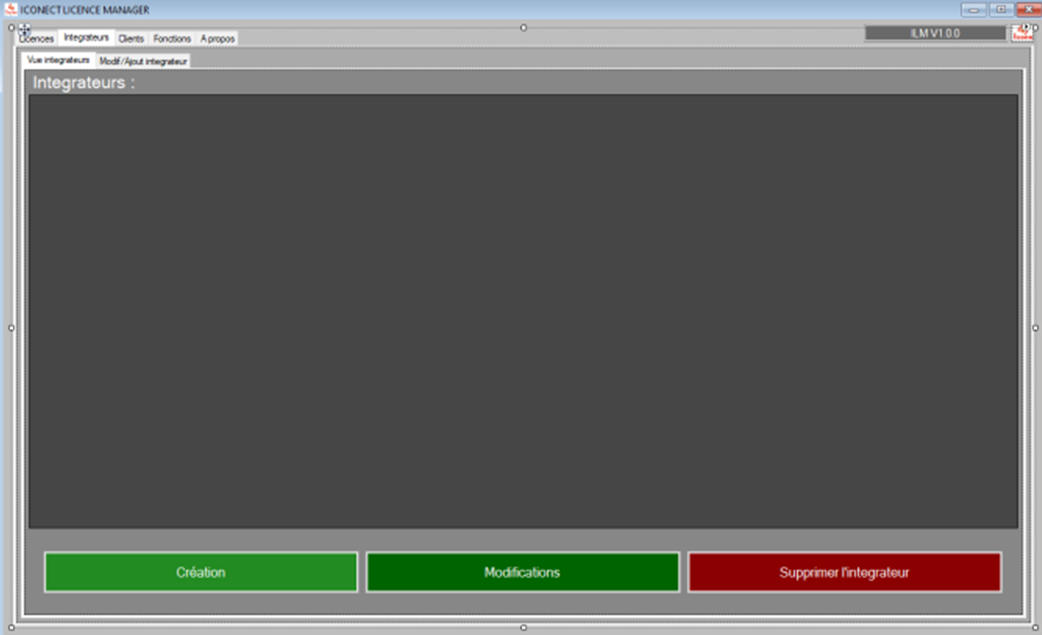 ICONECT LICENCE MANAGER
Licences Integrateurs Clients Fonctions A propos
ILM V1.0.0
Vue integrateurs Modif/Ajout integrateur
Integrateurs :
Création Modifications Supprimer l'integrateur